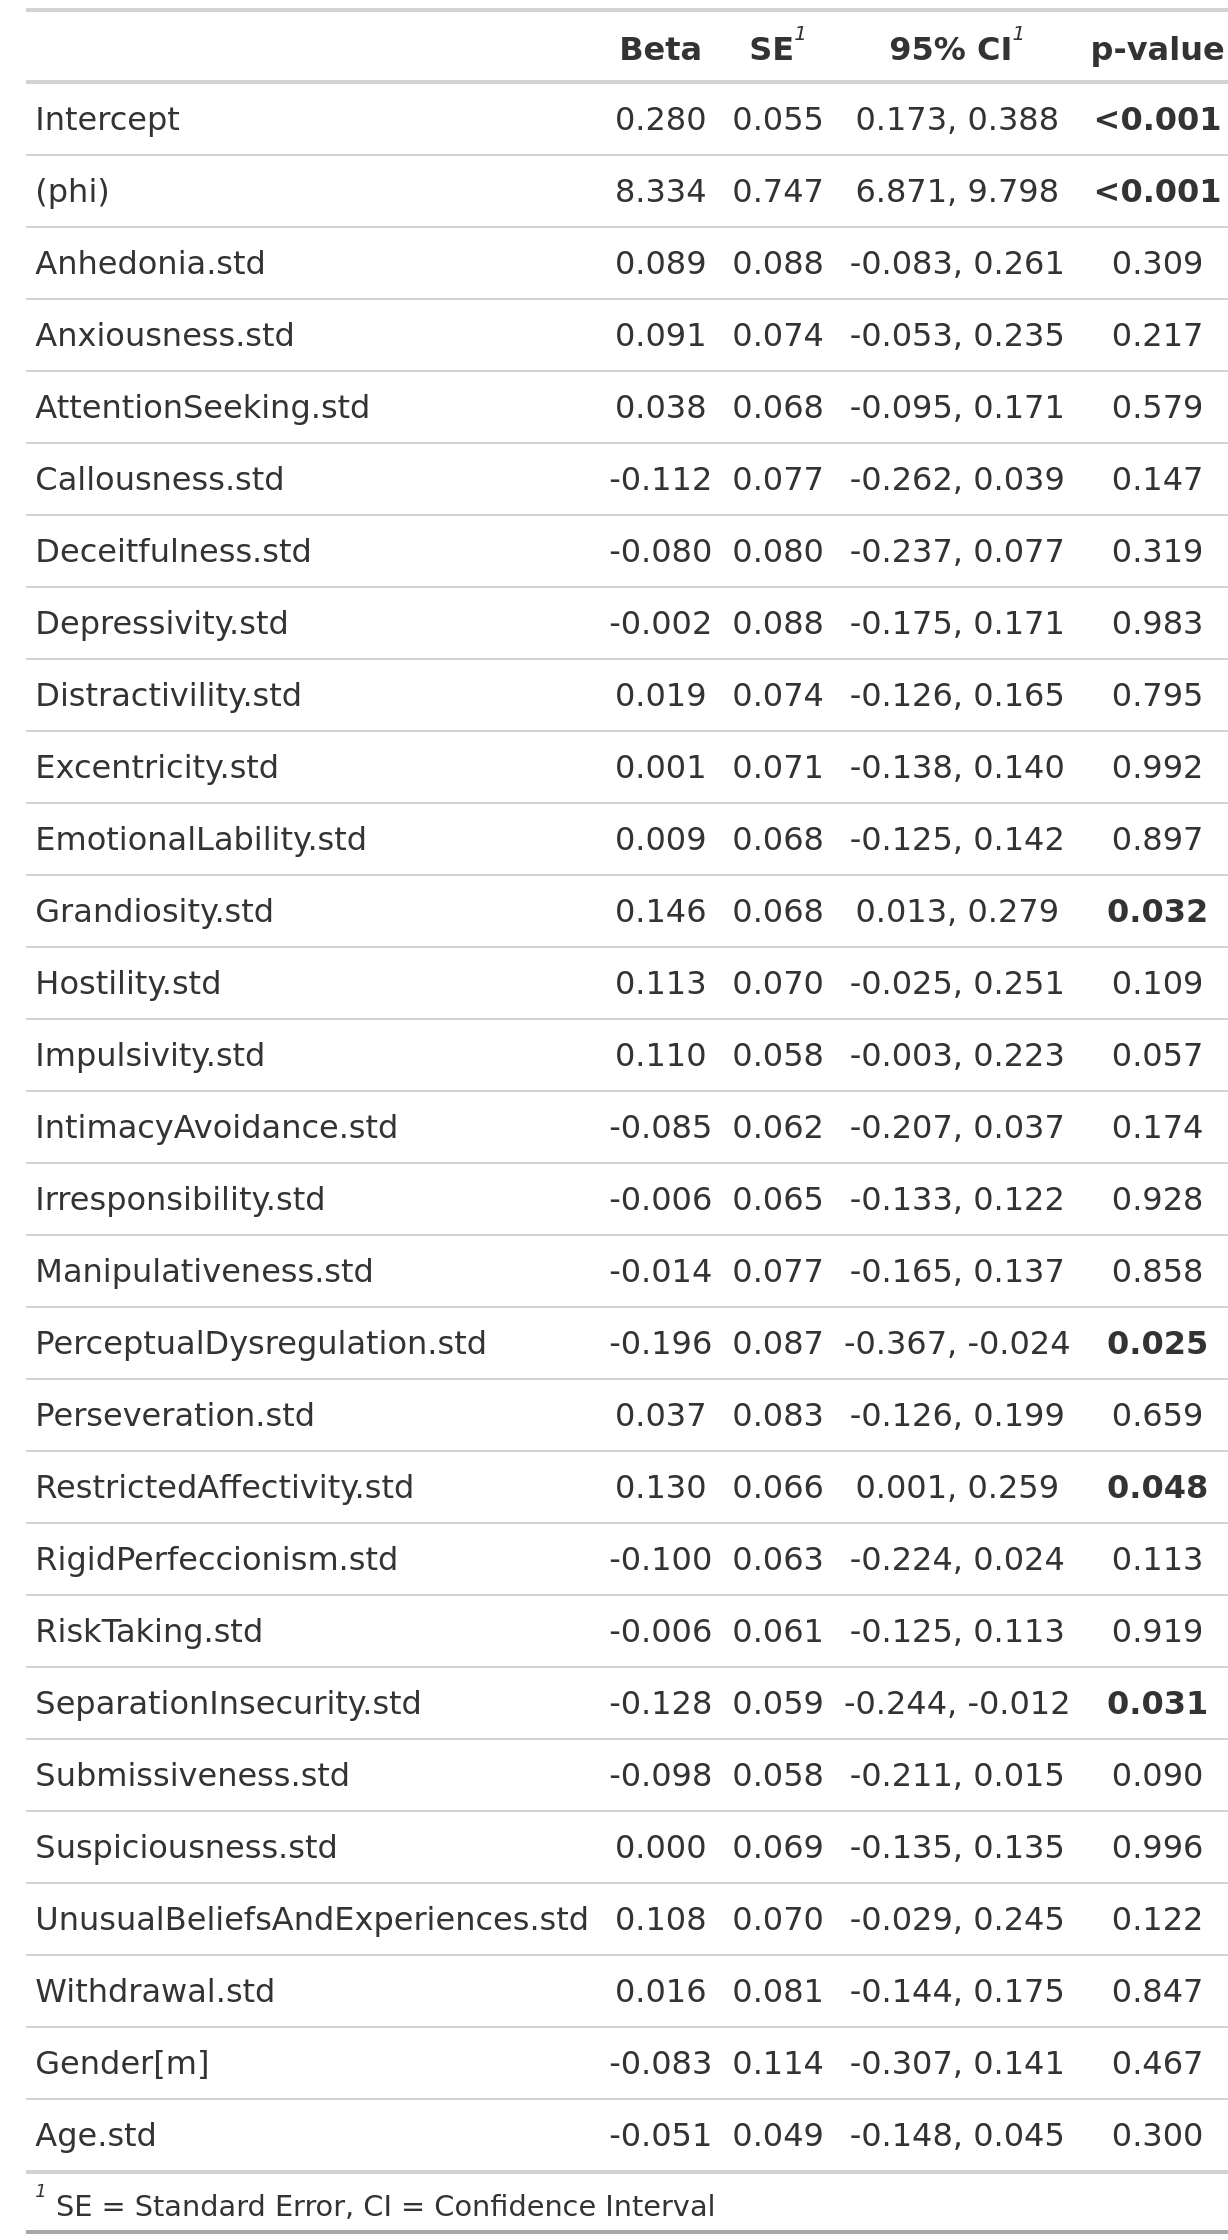 Beta SE1 95% CI1 p-value
Intercept 0.280 0.055 0.173, 0.388 <0.001
(phi) 8.334 0.747 6.871, 9.798 <0.001
Anhedonia.std 0.089 0.088 -0.083, 0.261 0.309
Anxiousness.std 0.091 0.074 -0.053, 0.235 0.217
AttentionSeeking.std 0.038 0.068 -0.095, 0.171 0.579
Callousness.std -0.112 0.077 -0.262, 0.039 0.147
Deceitfulness.std -0.080 0.080 -0.237, 0.077 0.319
Depressivity.std -0.002 0.088 -0.175, 0.171 0.983
Distractivility.std 0.019 0.074 -0.126, 0.165 0.795
Excentricity.std 0.001 0.071 -0.138, 0.140 0.992
EmotionalLability.std 0.009 0.068 -0.125, 0.142 0.897
Grandiosity.std 0.146 0.068 0.013, 0.279 0.032
Hostility.std 0.113 0.070 -0.025, 0.251 0.109
Impulsivity.std 0.110 0.058 -0.003, 0.223 0.057
IntimacyAvoidance.std -0.085 0.062 -0.207, 0.037 0.174
Irresponsibility.std -0.006 0.065 -0.133, 0.122 0.928
Manipulativeness.std -0.014 0.077 -0.165, 0.137 0.858
PerceptualDysregulation.std -0.196 0.087 -0.367, -0.024 0.025
Perseveration.std 0.037 0.083 -0.126, 0.199 0.659
RestrictedAffectivity.std 0.130 0.066 0.001, 0.259 0.048
RigidPerfeccionism.std -0.100 0.063 -0.224, 0.024 0.113
RiskTaking.std -0.006 0.061 -0.125, 0.113 0.919
SeparationInsecurity.std -0.128 0.059 -0.244, -0.012 0.031
Submissiveness.std -0.098 0.058 -0.211, 0.015 0.090
Suspiciousness.std 0.000 0.069 -0.135, 0.135 0.996
UnusualBeliefsAndExperiences.std 0.108 0.070 -0.029, 0.245 0.122
Withdrawal.std 0.016 0.081 -0.144, 0.175 0.847
Gender[m] -0.083 0.114 -0.307, 0.141 0.467
Age.std -0.051 0.049 -0.148, 0.045 0.300
1 SE = Standard Error, CI = Confidence Interval